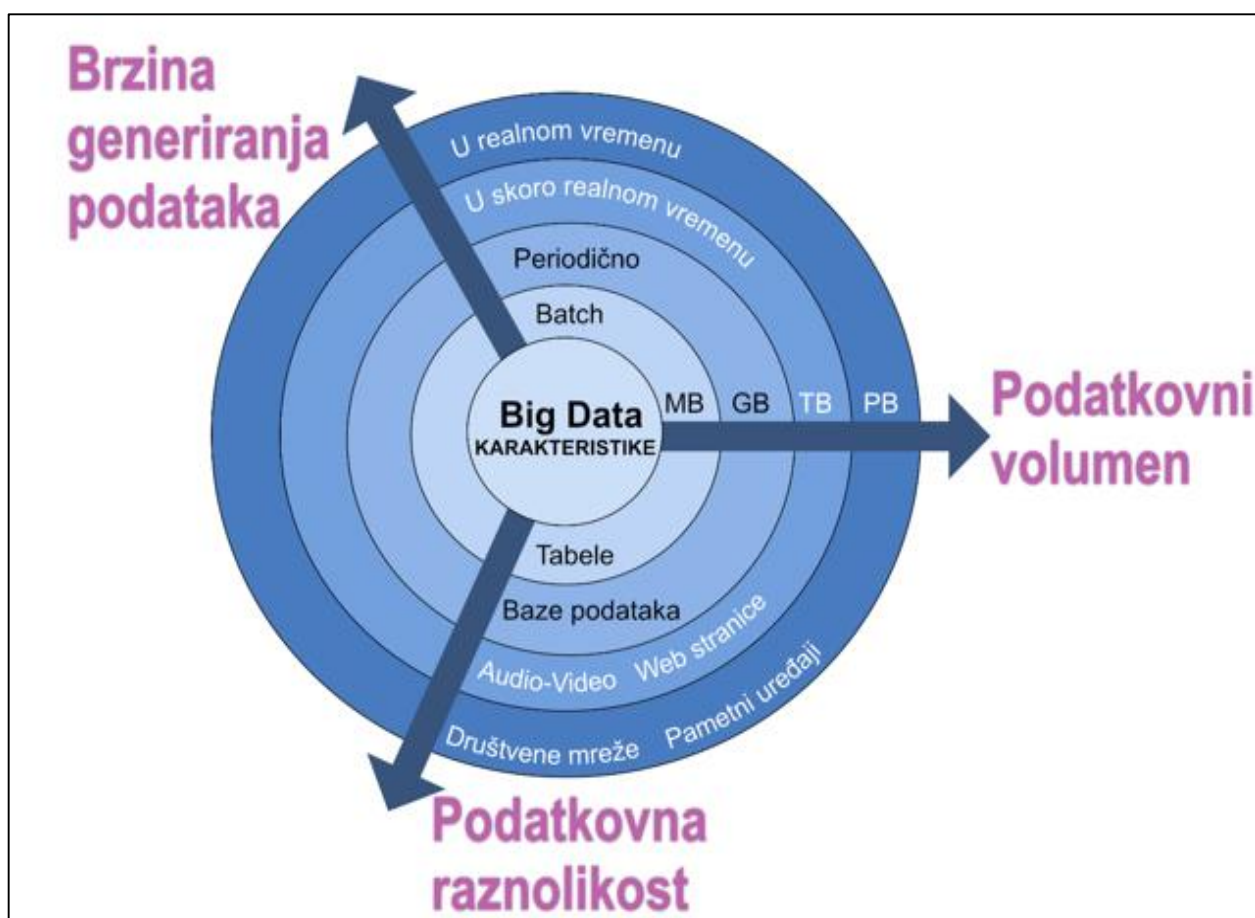 Brzina
generiranja
podataka
U realnom vremenu
U skoro realnom vremenu
Periodično
Batch
Big Data
KARAKTERISTIKE
MB GB TB PB
Podatkovni
volumen
Tabele
Baze podataka
Audio-Video Web stranice
Društvene mreže Pametni uređaji
Podatkovna
raznolikost